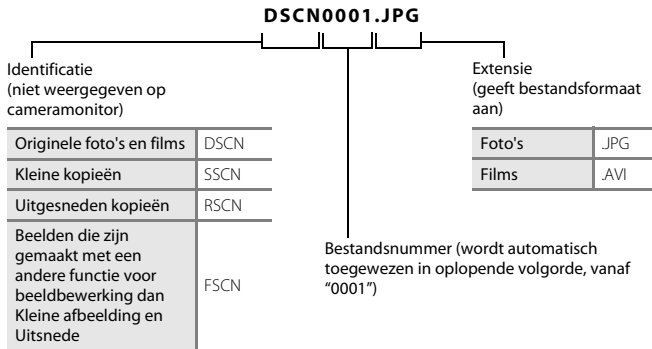 DSCN0001.JPG
Identificatie
(niet weergegeven op
cameramonitor)
Originele foto's en films DSCN
Kleine kopieën SSCN
Uitgesneden kopieën RSCN
Beelden die zijn
gemaakt met een
andere functie voor
beeldbewerking dan
Kleine afbeelding en
Uitsnede
FSCN
Extensie
(geeft bestandsformaat
aan)
Foto's .JPG
Films .AVI
Bestandsnummer (wordt automatisch
toegewezen in oplopende volgorde, vanaf
“0001”)